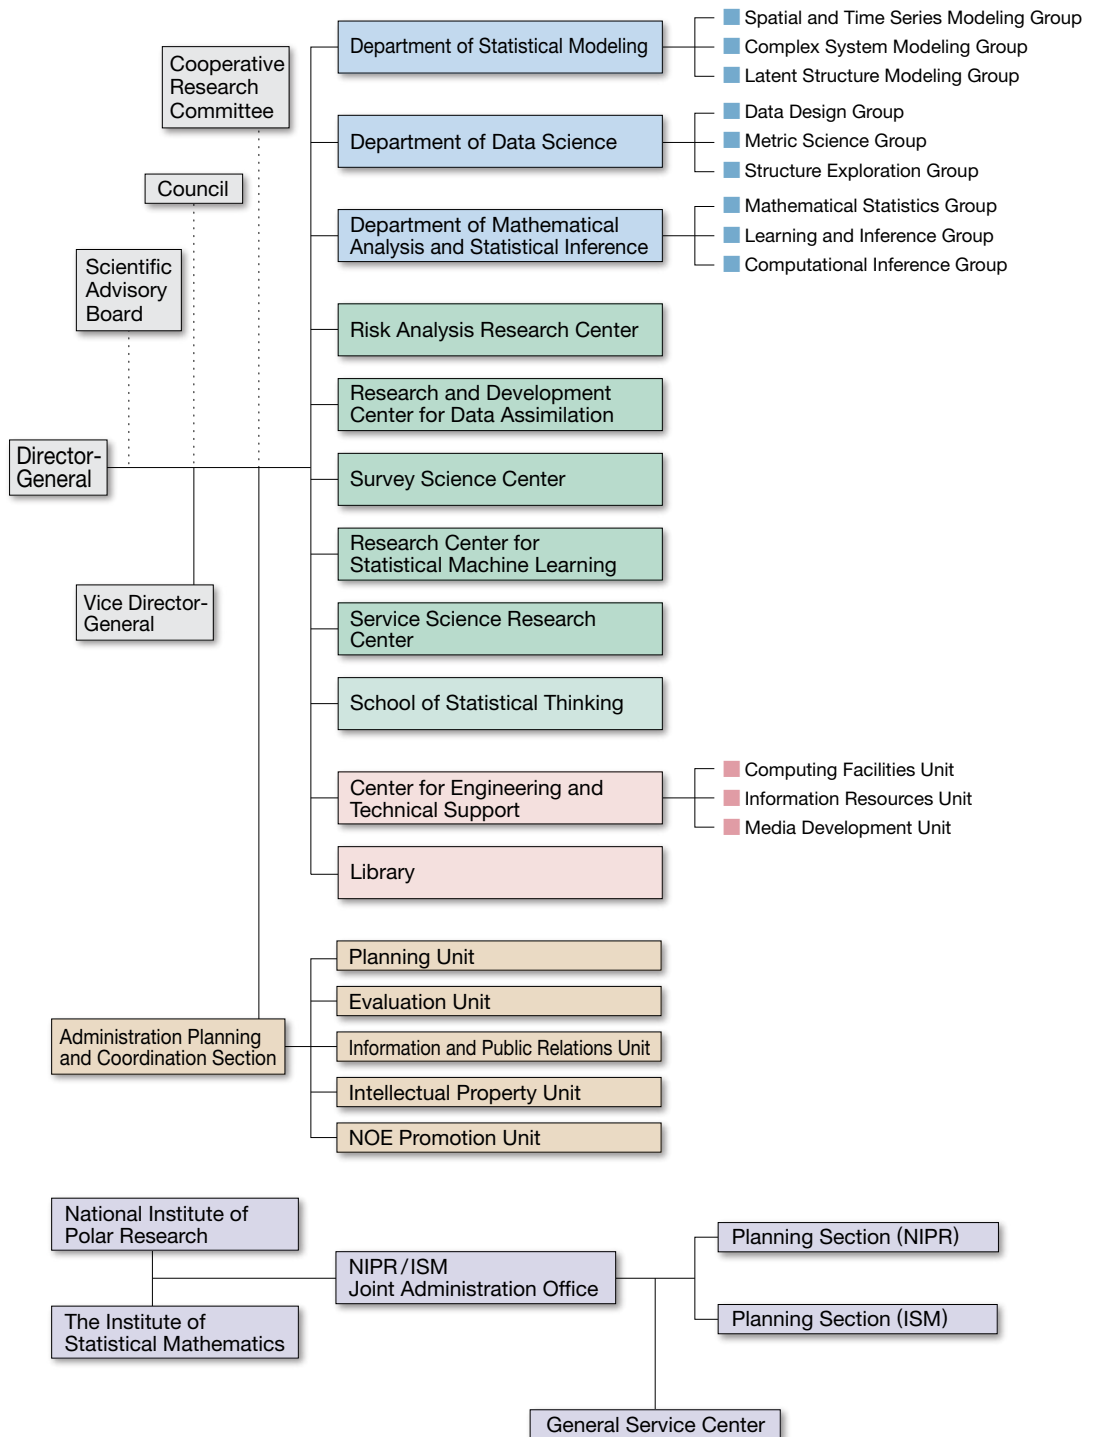 Cooperative
Research
Committee
Council
Scientific
Advisory
Board
Director-
General
Vice Director-
General
Department of Statistical Modeling
Spatial and Time Series Modeling Group
Complex System Modeling Group
Latent Structure Modeling Group
Department of Data Science
Data Design Group
Metric Science Group
Structure Exploration Group
Department of Mathematical
Analysis and Statistical Inference
Mathematical Statistics Group
Learning and Inference Group
Computational Inference Group
Risk Analysis Research Center
Research and Development
Center for Data Assimilation
Survey Science Center
Research Center for
Statistical Machine Learning
Service Science Research
Center
School of Statistical Thinking
Center for Engineering and
Technical Support
Computing Facilities Unit
Information Resources Unit
Media Development Unit
Library
Administration Planning
and Coordination Section
Planning Unit
Evaluation Unit
Information and Public Relations Unit
Intellectual Property Unit
NOE Promotion Unit
National Institute of
Polar Research
The Institute of
Statistical Mathematics
NIPR/ISM
Joint Administration Office
Planning Section (NIPR)
Planning Section (ISM)
General Service Center